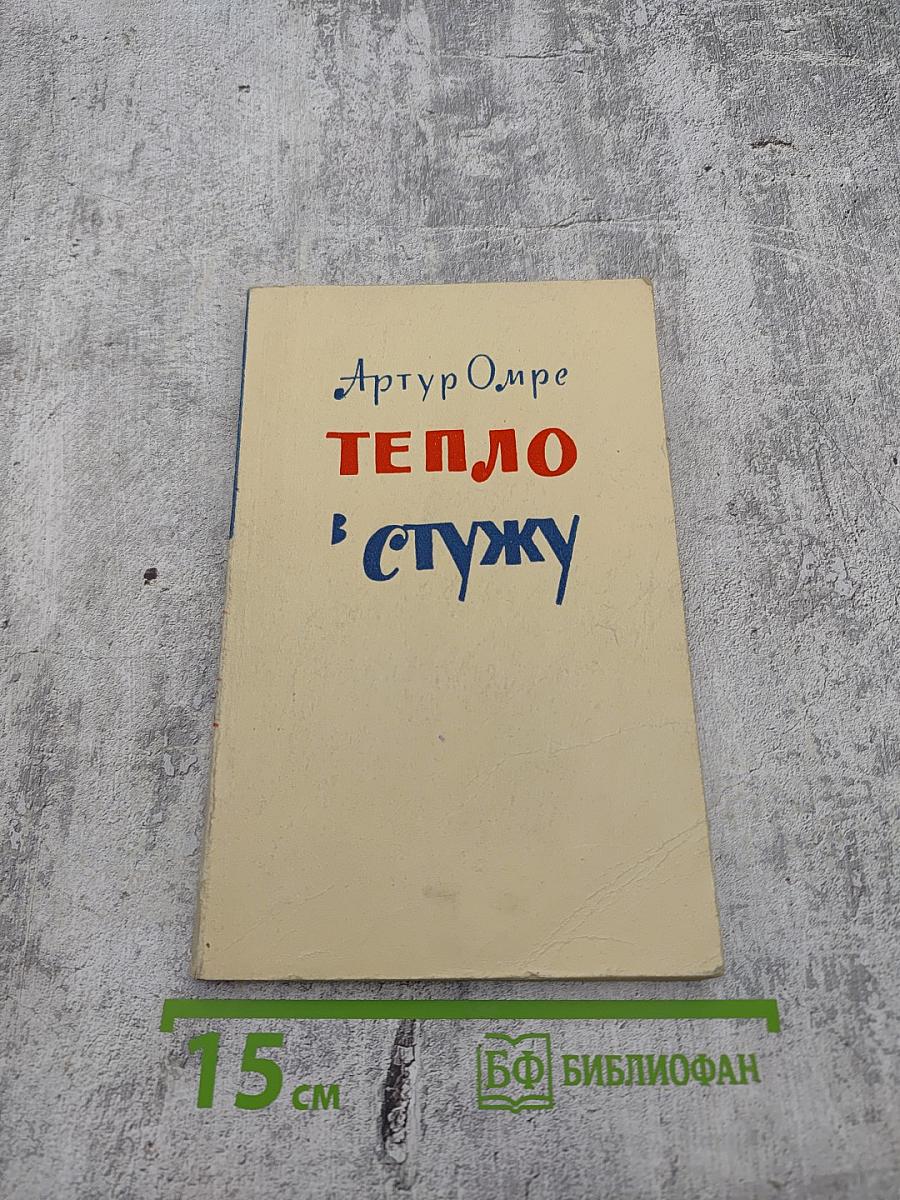 Артур Омре
ТЕПЛО
В СТУЖУ
15 см
БФ БИБЛИОФАН